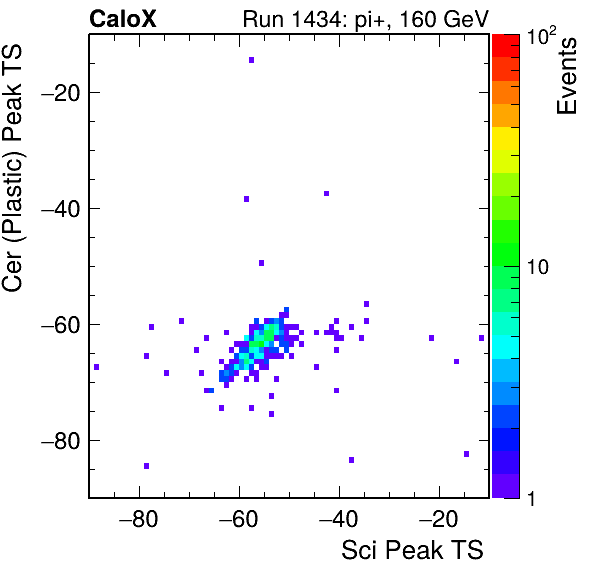 CaloX Run 1434: pi+, 160 GeV
Cer (Plastic) Peak TS
−20
−40
−60
−80
−80 −60 −40 −20
Sci Peak TS
10²
10
1
Events